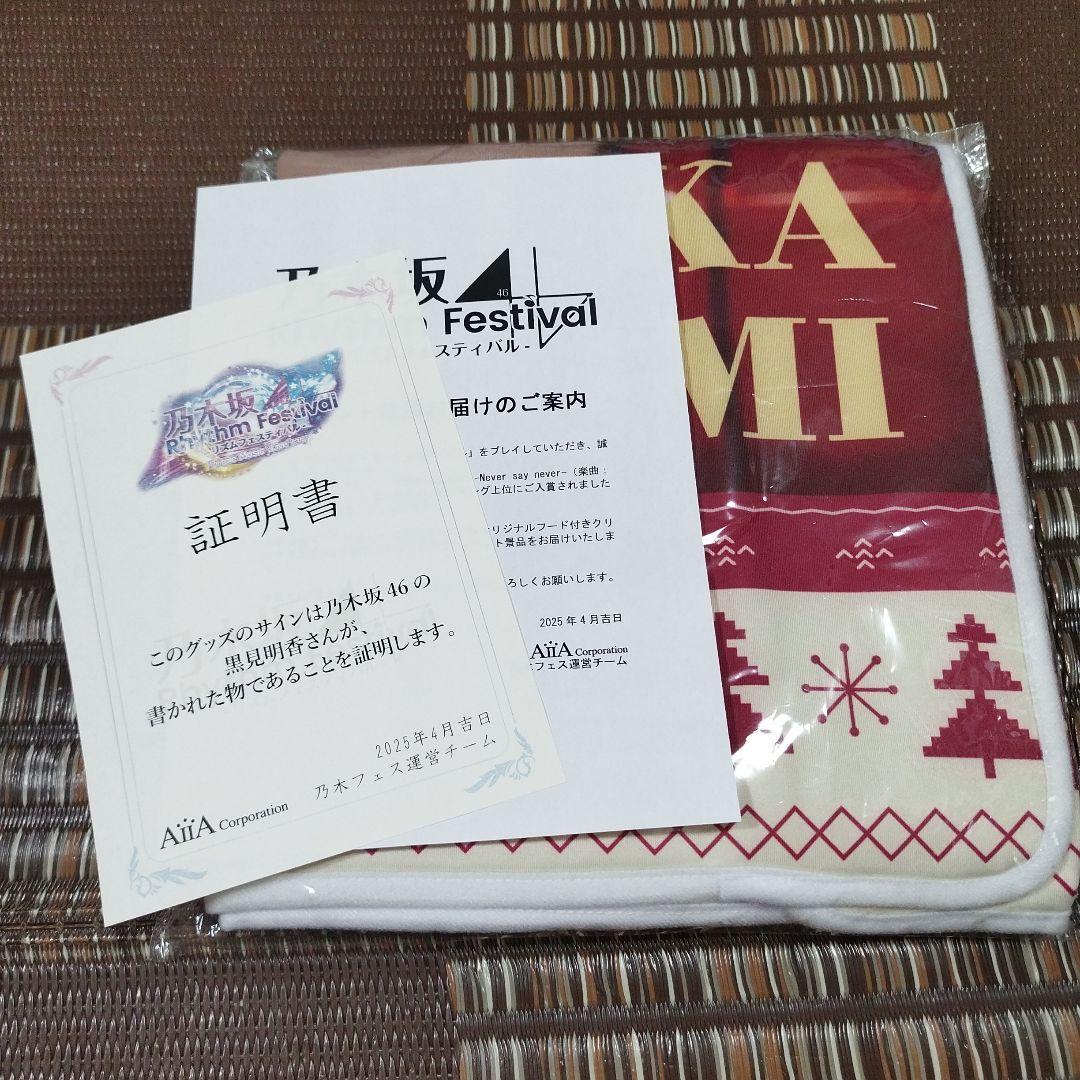 乃木坂
Rhythm Festival
リズムフェスティバル-
証明書
このグッズのサインは乃木坂46の
黒見明香さんが、
書かれた物であることを証明します。
2025年4月吉日
乃木フェス運営チーム
AiiA Corporation
坂
46
Festival
スティバル-
届けのご案内
」をプレイしていただき、誠
-Never say never-（楽曲：
グ上位にご入賞されました
リジナルフード付きクリ
ト景品をお届けいたしま
ろしくお願いします。
2025年4月吉日
AiiA Corporation
フェス運営チーム
KA
MI